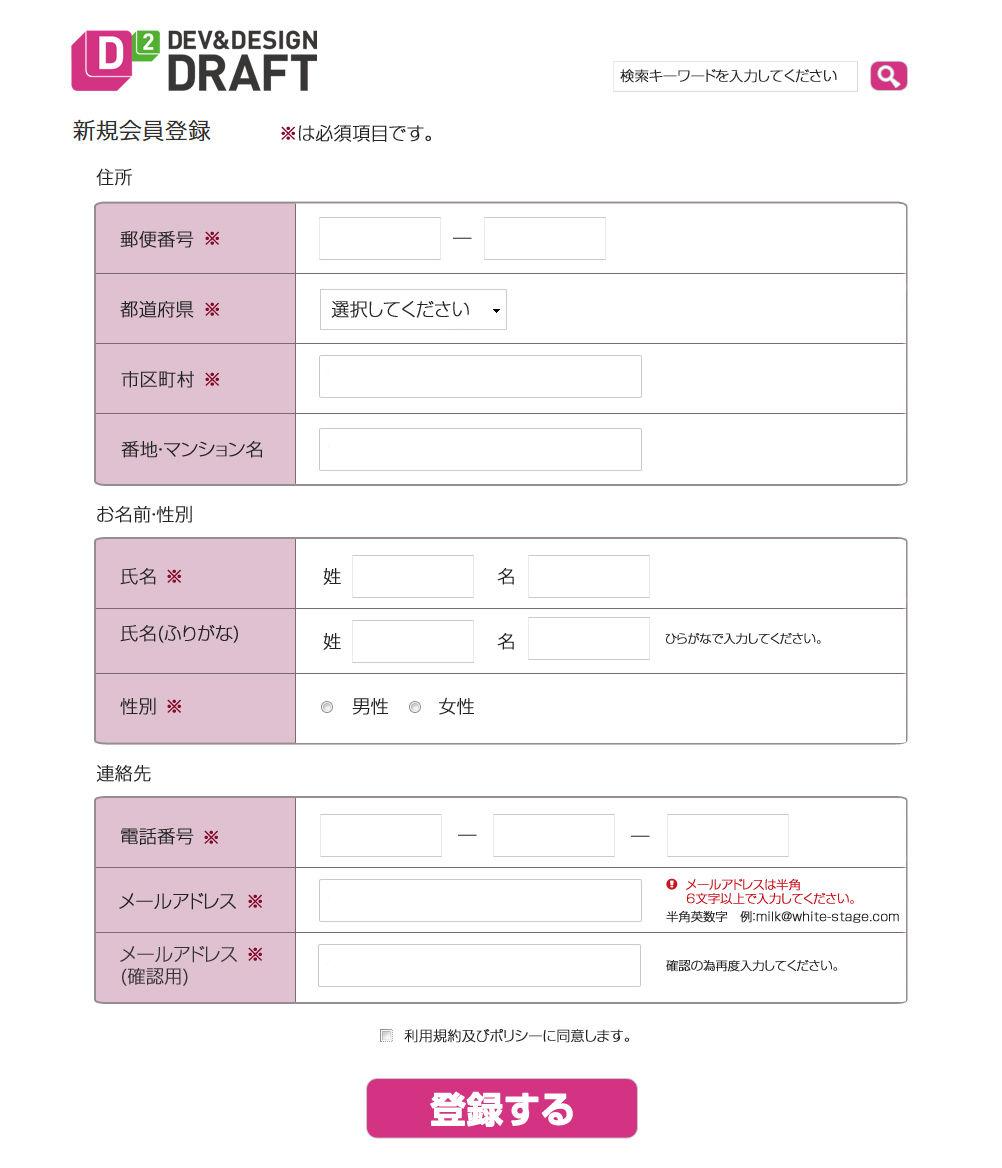 D2 DEV&DESIGN
DRAFT
検索キーワードを入力してください
新規会員登録 ※は必須項目です。
住所
郵便番号 ※ ―
都道府県 ※ 選択してください
市区町村 ※
番地・マンション名
お名前・性別
氏名 ※ 姓 名
氏名(ふりがな) 姓 名 ひらがなで入力してください。
性別 ※ 男性 女性
連絡先
電話番号 ※ ― ―
メールアドレス ※ メールアドレスは半角
6文字以上で入力してください。
半角英数字 例:milk@white-stage.com
メールアドレス ※
(確認用)
確認の為再度入力してください。
利用規約及びポリシーに同意します。
登録する